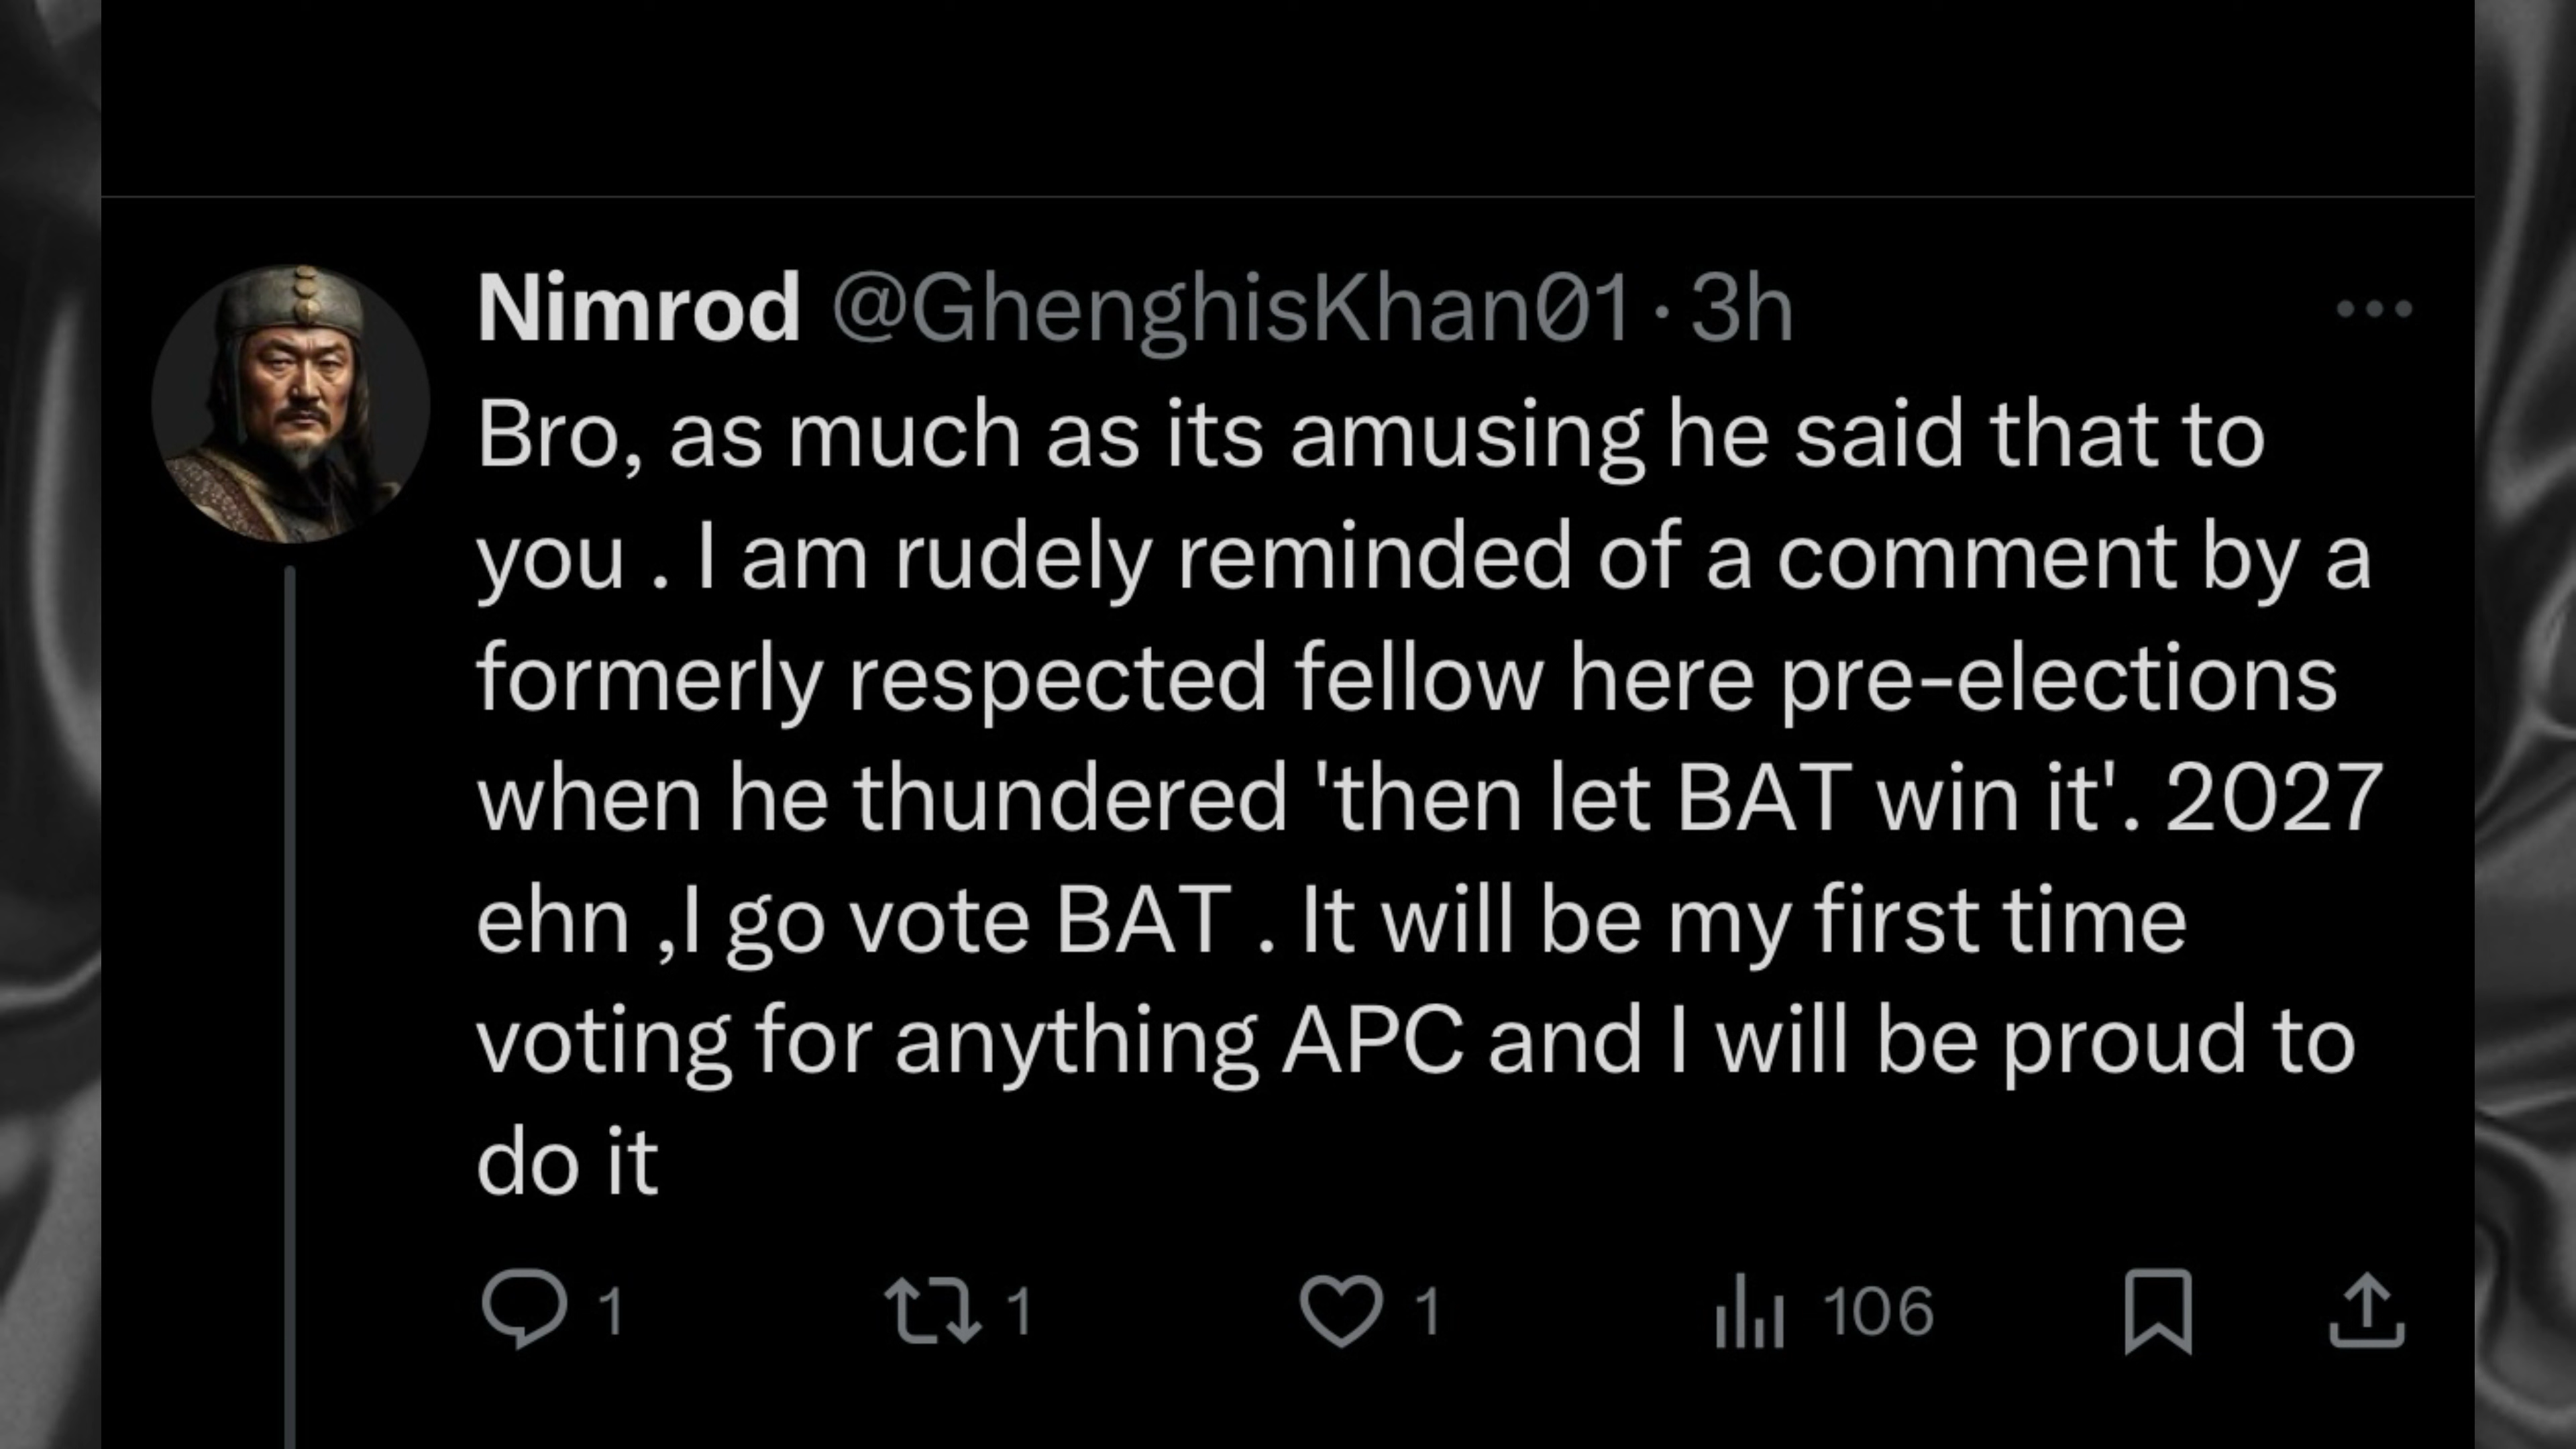 Nimrod @GhenghisKhan01 · 3h
Bro, as much as its amusing he said that to
you . I am rudely reminded of a comment by a
formerly respected fellow here pre-elections
when he thundered 'then let BAT win it'. 2027
ehn ,I go vote BAT . It will be my first time
voting for anything APC and I will be proud to
do it
1 1 1 106